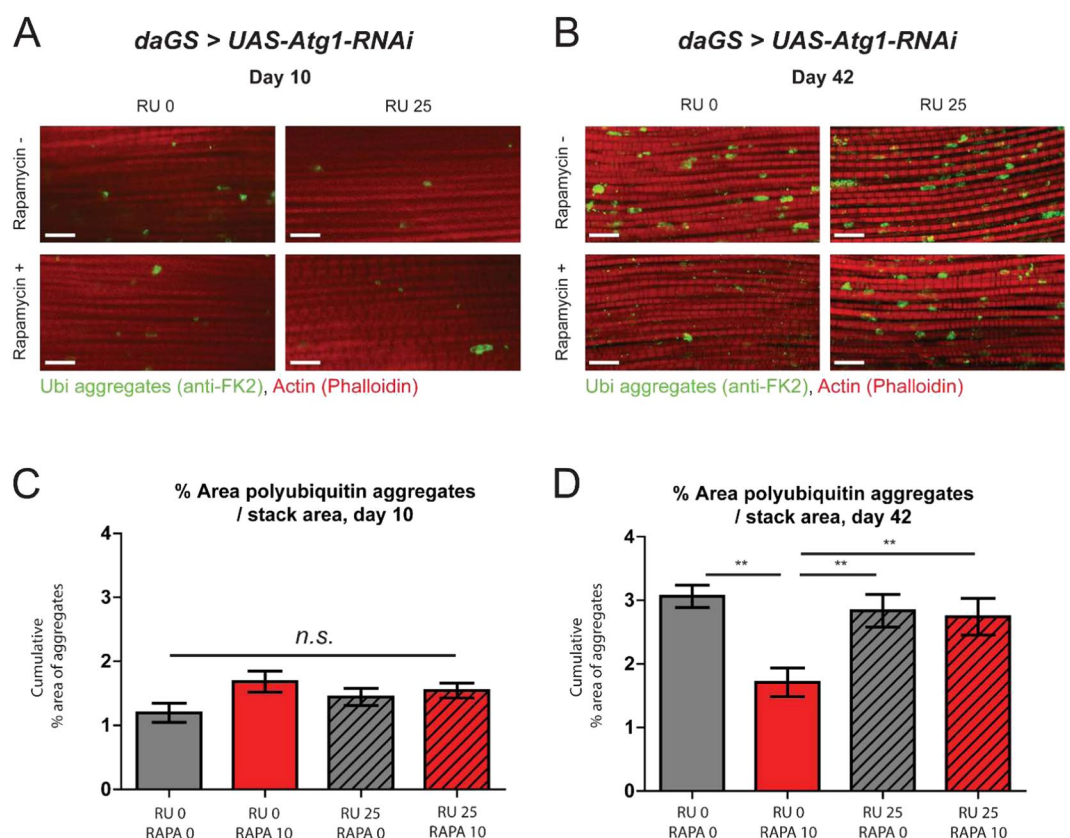 A
daGS > UAS-Atg1-RNAi
Day 10
RU 0
RU 25
Rapamycin -
Rapamycin +
Ubi aggregates (anti-FK2), Actin (Phalloidin)
B
daGS > UAS-Atg1-RNAi
Day 42
RU 0
RU 25
Rapamycin -
Rapamycin +
Ubi aggregates (anti-FK2), Actin (Phalloidin)
C
% Area polyubiquitin aggregates
/ stack area, day 10
Cumulative
% area of aggregates
4
3
2
1
0
n.s.
RU 0
RAPA 0
RU 0
RAPA 10
RU 25
RAPA 0
RU 25
RAPA 10
D
% Area polyubiquitin aggregates
/ stack area, day 42
Cumulative
% area of aggregates
4
3
2
1
0
**
**
**
RU 0
RAPA 0
RU 0
RAPA 10
RU 25
RAPA 0
RU 25
RAPA 10